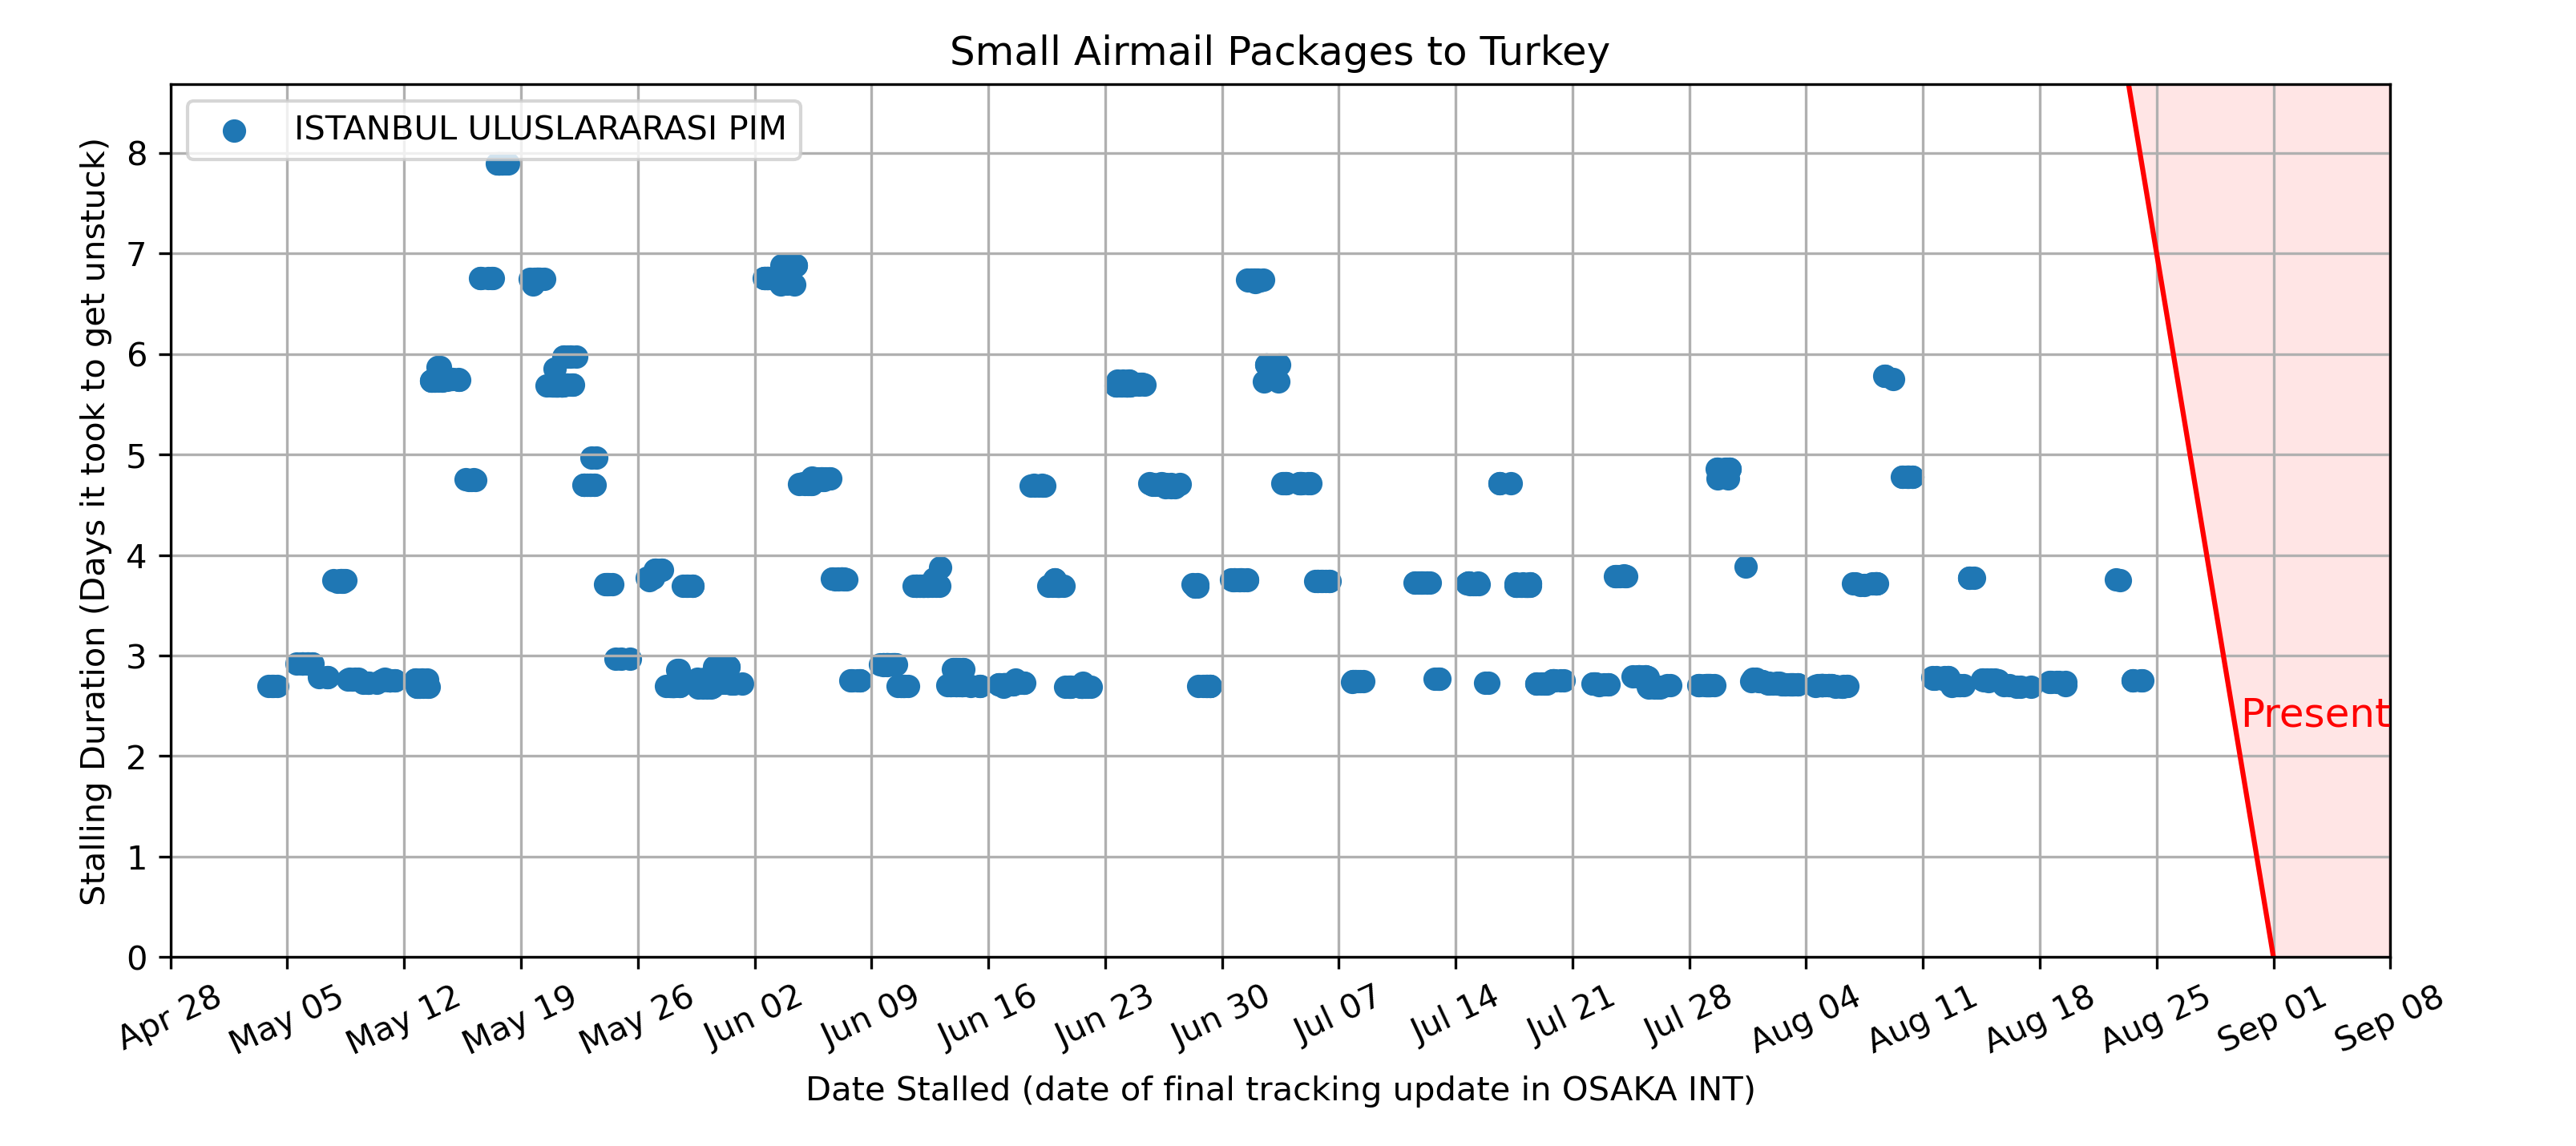 Small Airmail Packages to Turkey
ISTANBUL ULUSLARARASI PIM
Stalling Duration (Days it took to get unstuck)
8
7
6
5
4
3
2
1
0
Present
Apr 28 May 05 May 12 May 19 May 26 Jun 02 Jun 09 Jun 16 Jun 23 Jun 30 Jul 07 Jul 14 Jul 21 Jul 28 Aug 04 Aug 11 Aug 18 Aug 25 Sep 01 Sep 08
Date Stalled (date of final tracking update in OSAKA INT)